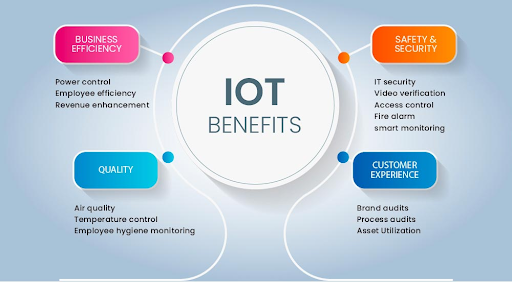 BUSINESS
EFFICIENCY
Power control
Employee efficiency
Revenue enhancement
IOT
BENEFITS
SAFETY &
SECURITY
IT security
Video verification
Access control
Fire alarm
smart monitoring
QUALITY
Air quality
Temperature control
Employee hygiene monitoring
CUSTOMER
EXPERIENCE
Brand audits
Process audits
Asset Utilization